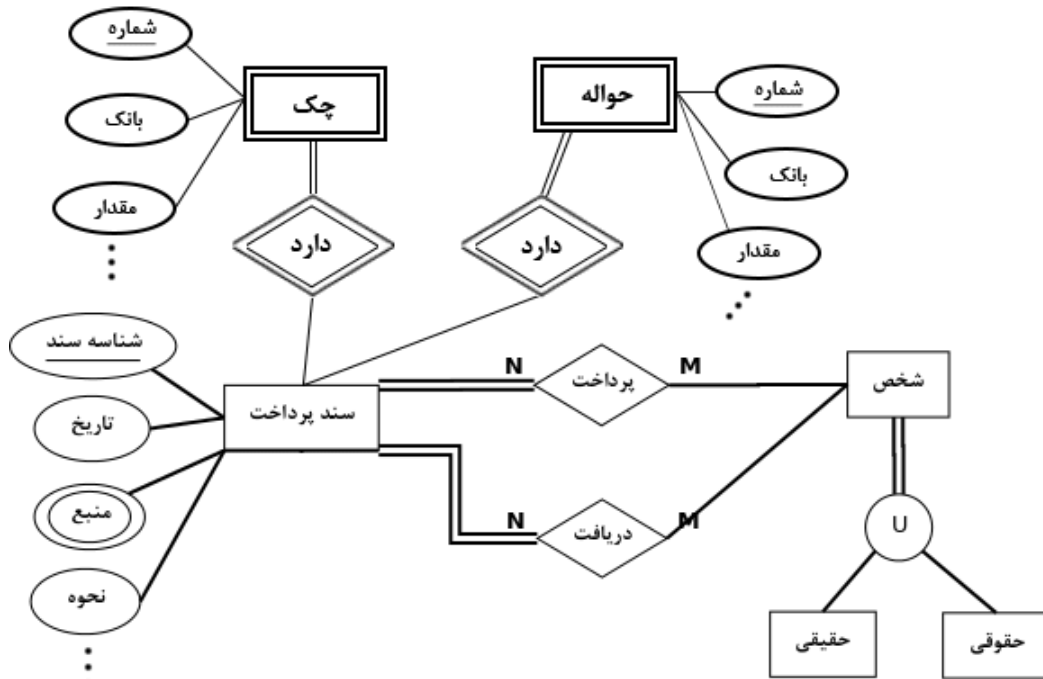 شماره
چک
حواله
شماره
بانک
بانک
مقدار
دارد
دارد
مقدار
شناسه سند
N
پرداخت
M
شخص
سند پرداخت
تاریخ
منبع
N
دریافت
M
U
نحوه
حقیقی
حقوقی